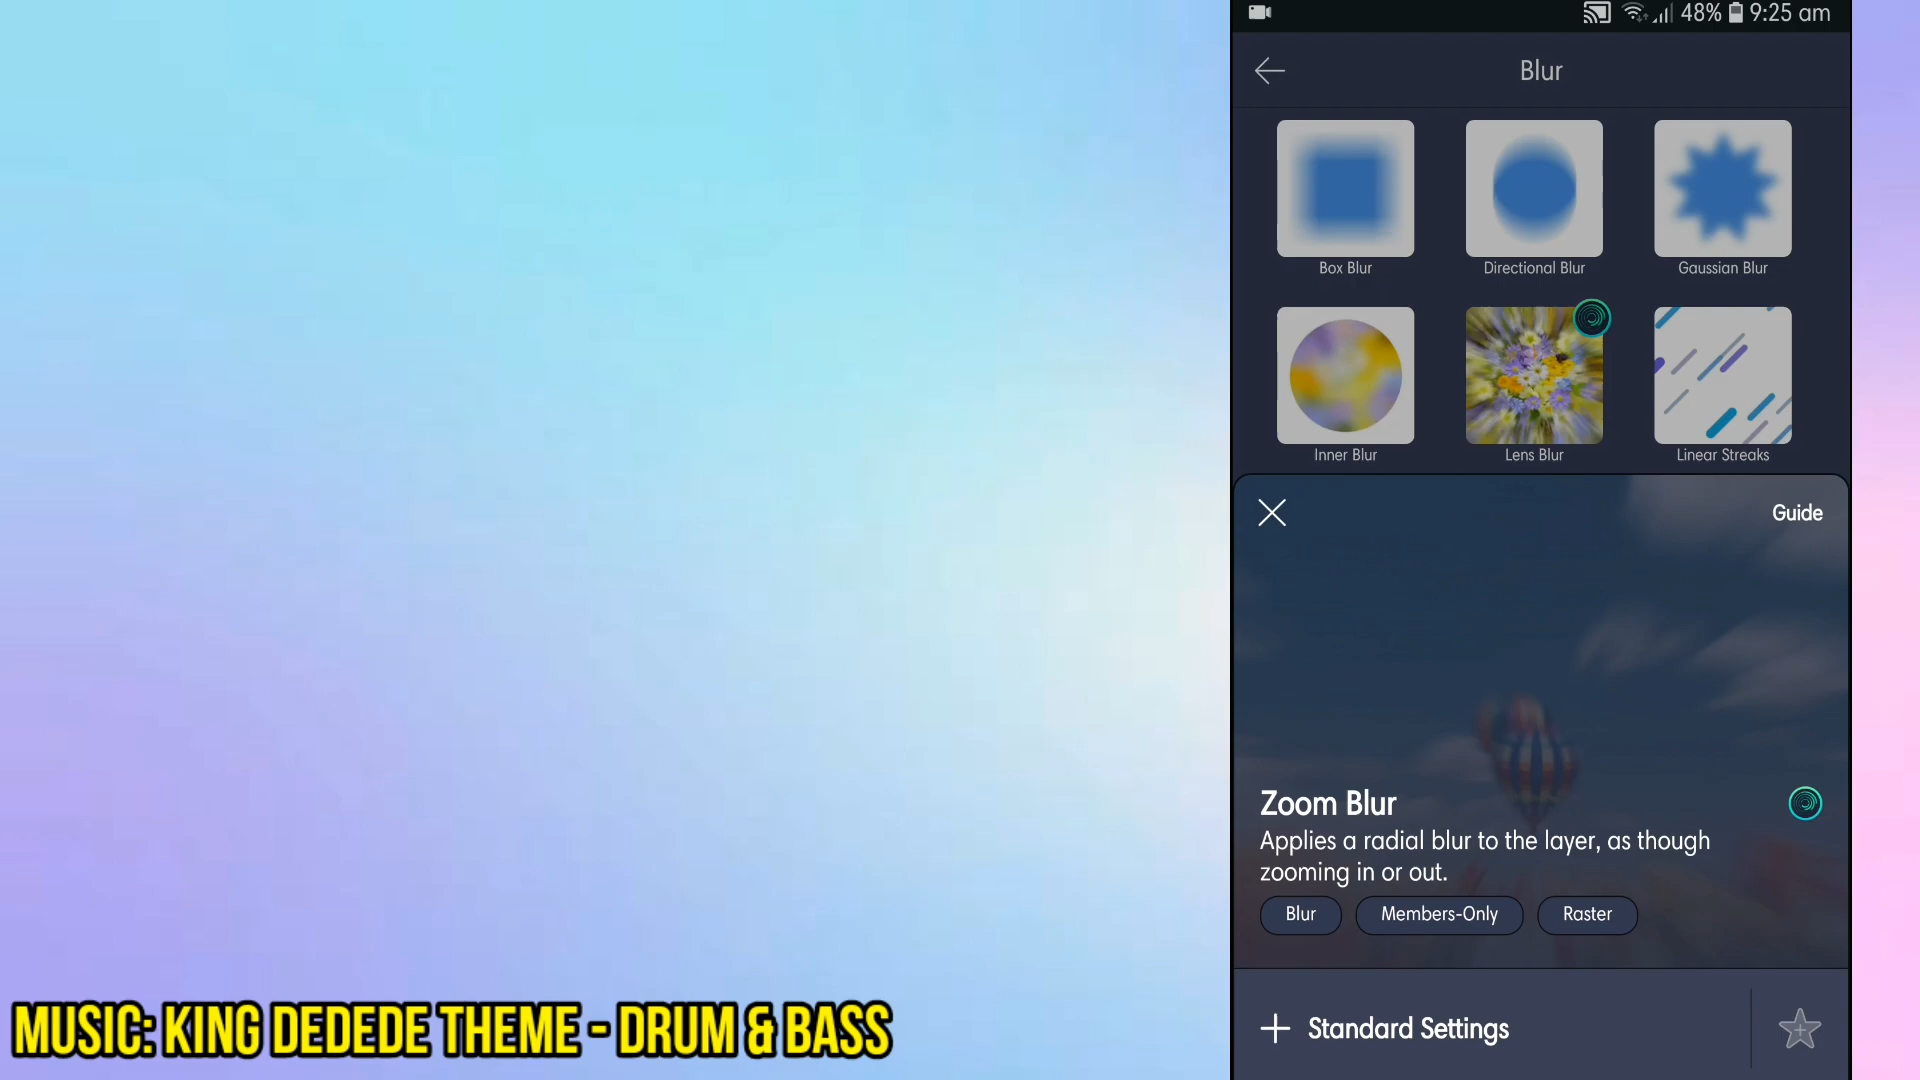 48% 9:25 am
Blur
Box Blur
Directional Blur
Gaussian Blur
Inner Blur
Lens Blur
Linear Streaks
Guide
Zoom Blur
Applies a radial blur to the layer, as though
zooming in or out.
Blur
Members-Only
Raster
Standard Settings
MUSIC: KING DEDEDE THEME - DRUM & BASS